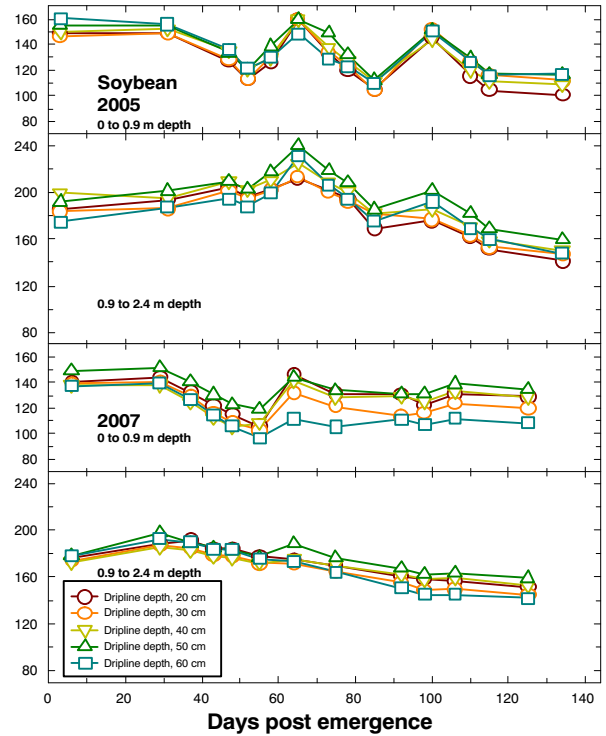 160
140
120
100
80
Soybean
2005
0 to 0.9 m depth
240
200
160
120
80
0.9 to 2.4 m depth
160
140
120
100
80
2007
0 to 0.9 m depth
240
200
160
120
80
0.9 to 2.4 m depth
Dripline depth, 20 cm
Dripline depth, 30 cm
Dripline depth, 40 cm
Dripline depth, 50 cm
Dripline depth, 60 cm
0 20 40 60 80 100 120 140
Days post emergence